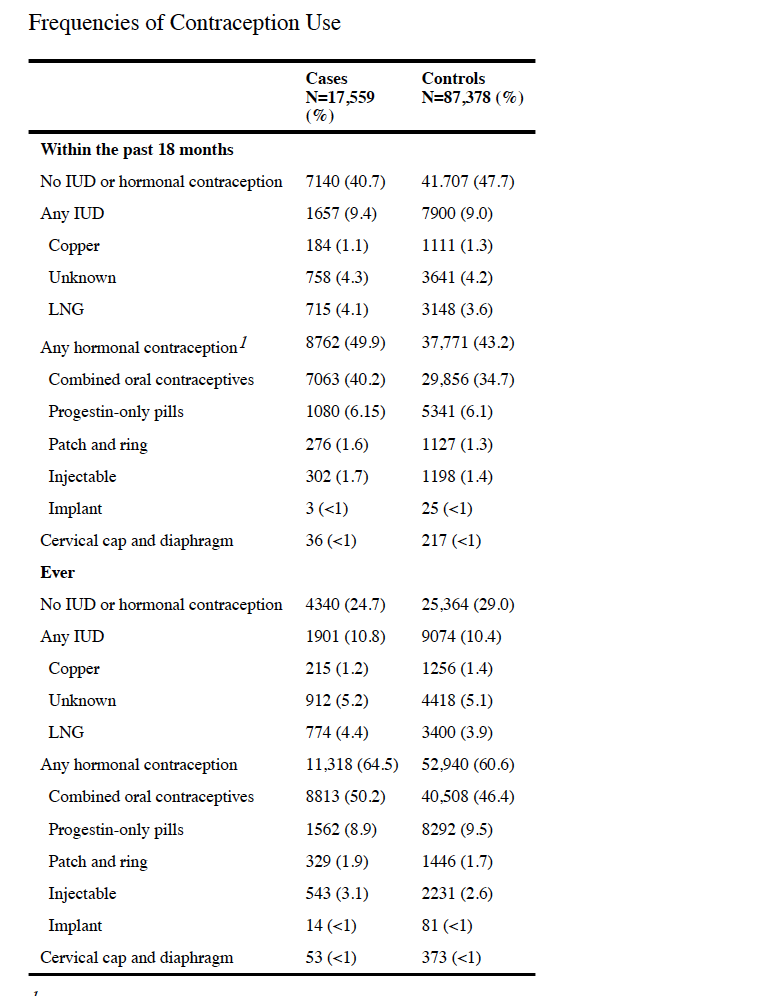 Frequencies of Contraception Use
Cases Controls
N=17,559 N=87,378 (%)
(%)
Within the past 18 months
No IUD or hormonal contraception 7140 (40.7) 41.707 (47.7)
Any IUD 1657 (9.4) 7900 (9.0)
Copper 184 (1.1) 1111 (1.3)
Unknown 758 (4.3) 3641 (4.2)
LNG 715 (4.1) 3148 (3.6)
Any hormonal contraception1 8762 (49.9) 37,771 (43.2)
Combined oral contraceptives 7063 (40.2) 29,856 (34.7)
Progestin-only pills 1080 (6.15) 5341 (6.1)
Patch and ring 276 (1.6) 1127 (1.3)
Injectable 302 (1.7) 1198 (1.4)
Implant 3 (<1) 25 (<1)
Cervical cap and diaphragm 36 (<1) 217 (<1)
Ever
No IUD or hormonal contraception 4340 (24.7) 25,364 (29.0)
Any IUD 1901 (10.8) 9074 (10.4)
Copper 215 (1.2) 1256 (1.4)
Unknown 912 (5.2) 4418 (5.1)
LNG 774 (4.4) 3400 (3.9)
Any hormonal contraception 11,318 (64.5) 52,940 (60.6)
Combined oral contraceptives 8813 (50.2) 40,508 (46.4)
Progestin-only pills 1562 (8.9) 8292 (9.5)
Patch and ring 329 (1.9) 1446 (1.7)
Injectable 543 (3.1) 2231 (2.6)
Implant 14 (<1) 81 (<1)
Cervical cap and diaphragm 53 (<1) 373 (<1)